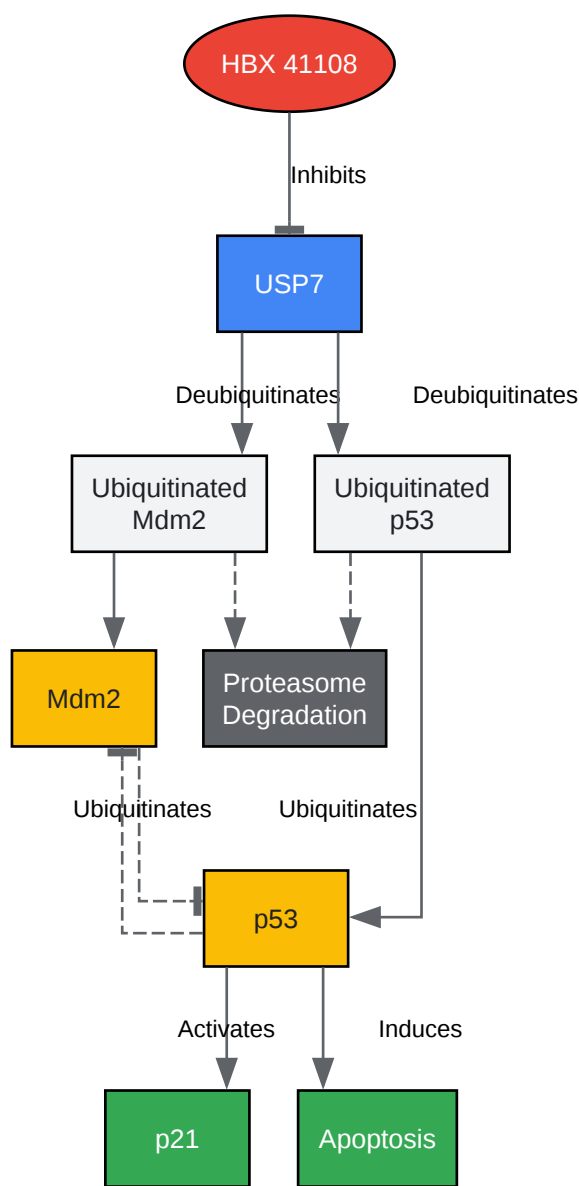 HBX 41108
Inhibits
USP7
Deubiquitinates
Deubiquitinates
Ubiquitinated
Mdm2
Ubiquitinated
p53
Mdm2
Proteasome
Degradation
Ubiquitinates
Ubiquitinates
p53
Activates
Induces
p21
Apoptosis